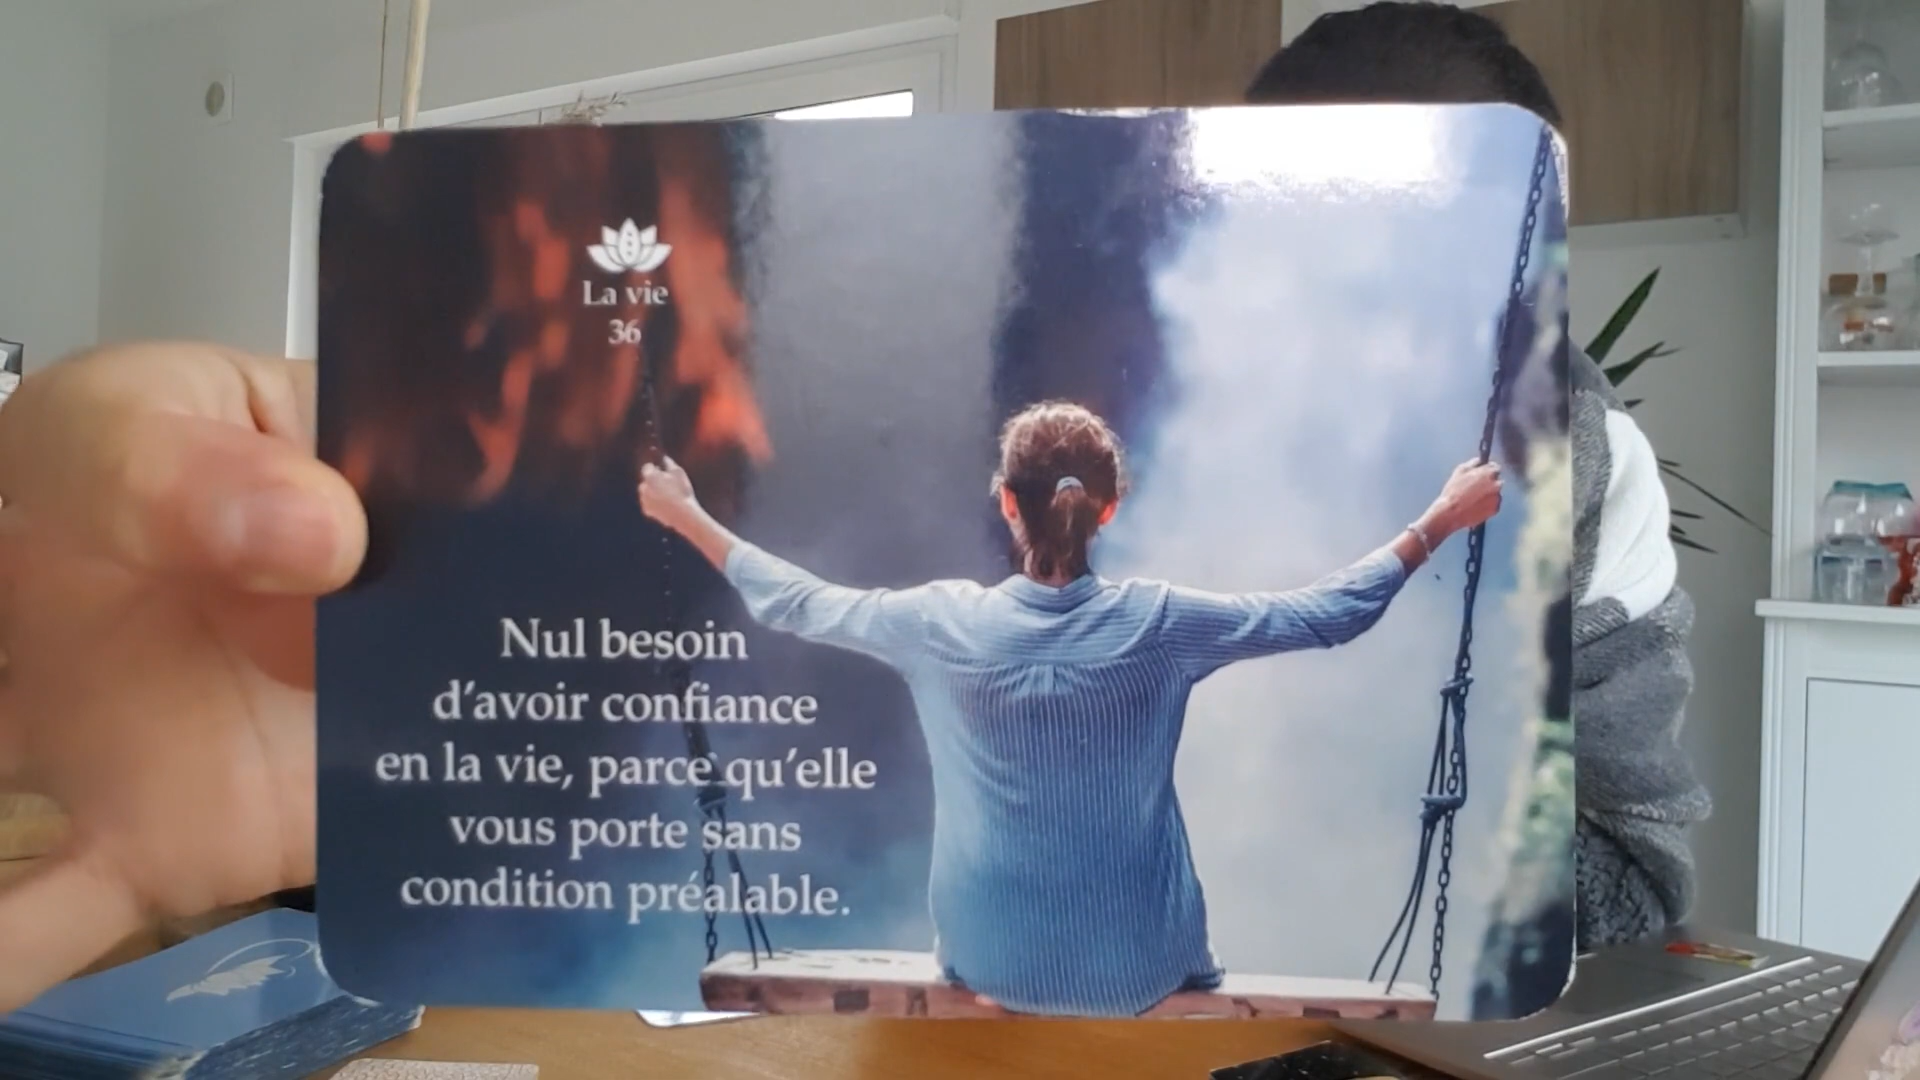 La vie
36
Nul besoin
d'avoir confiance
en la vie, parce qu'elle
vous porte sans
condition préalable.